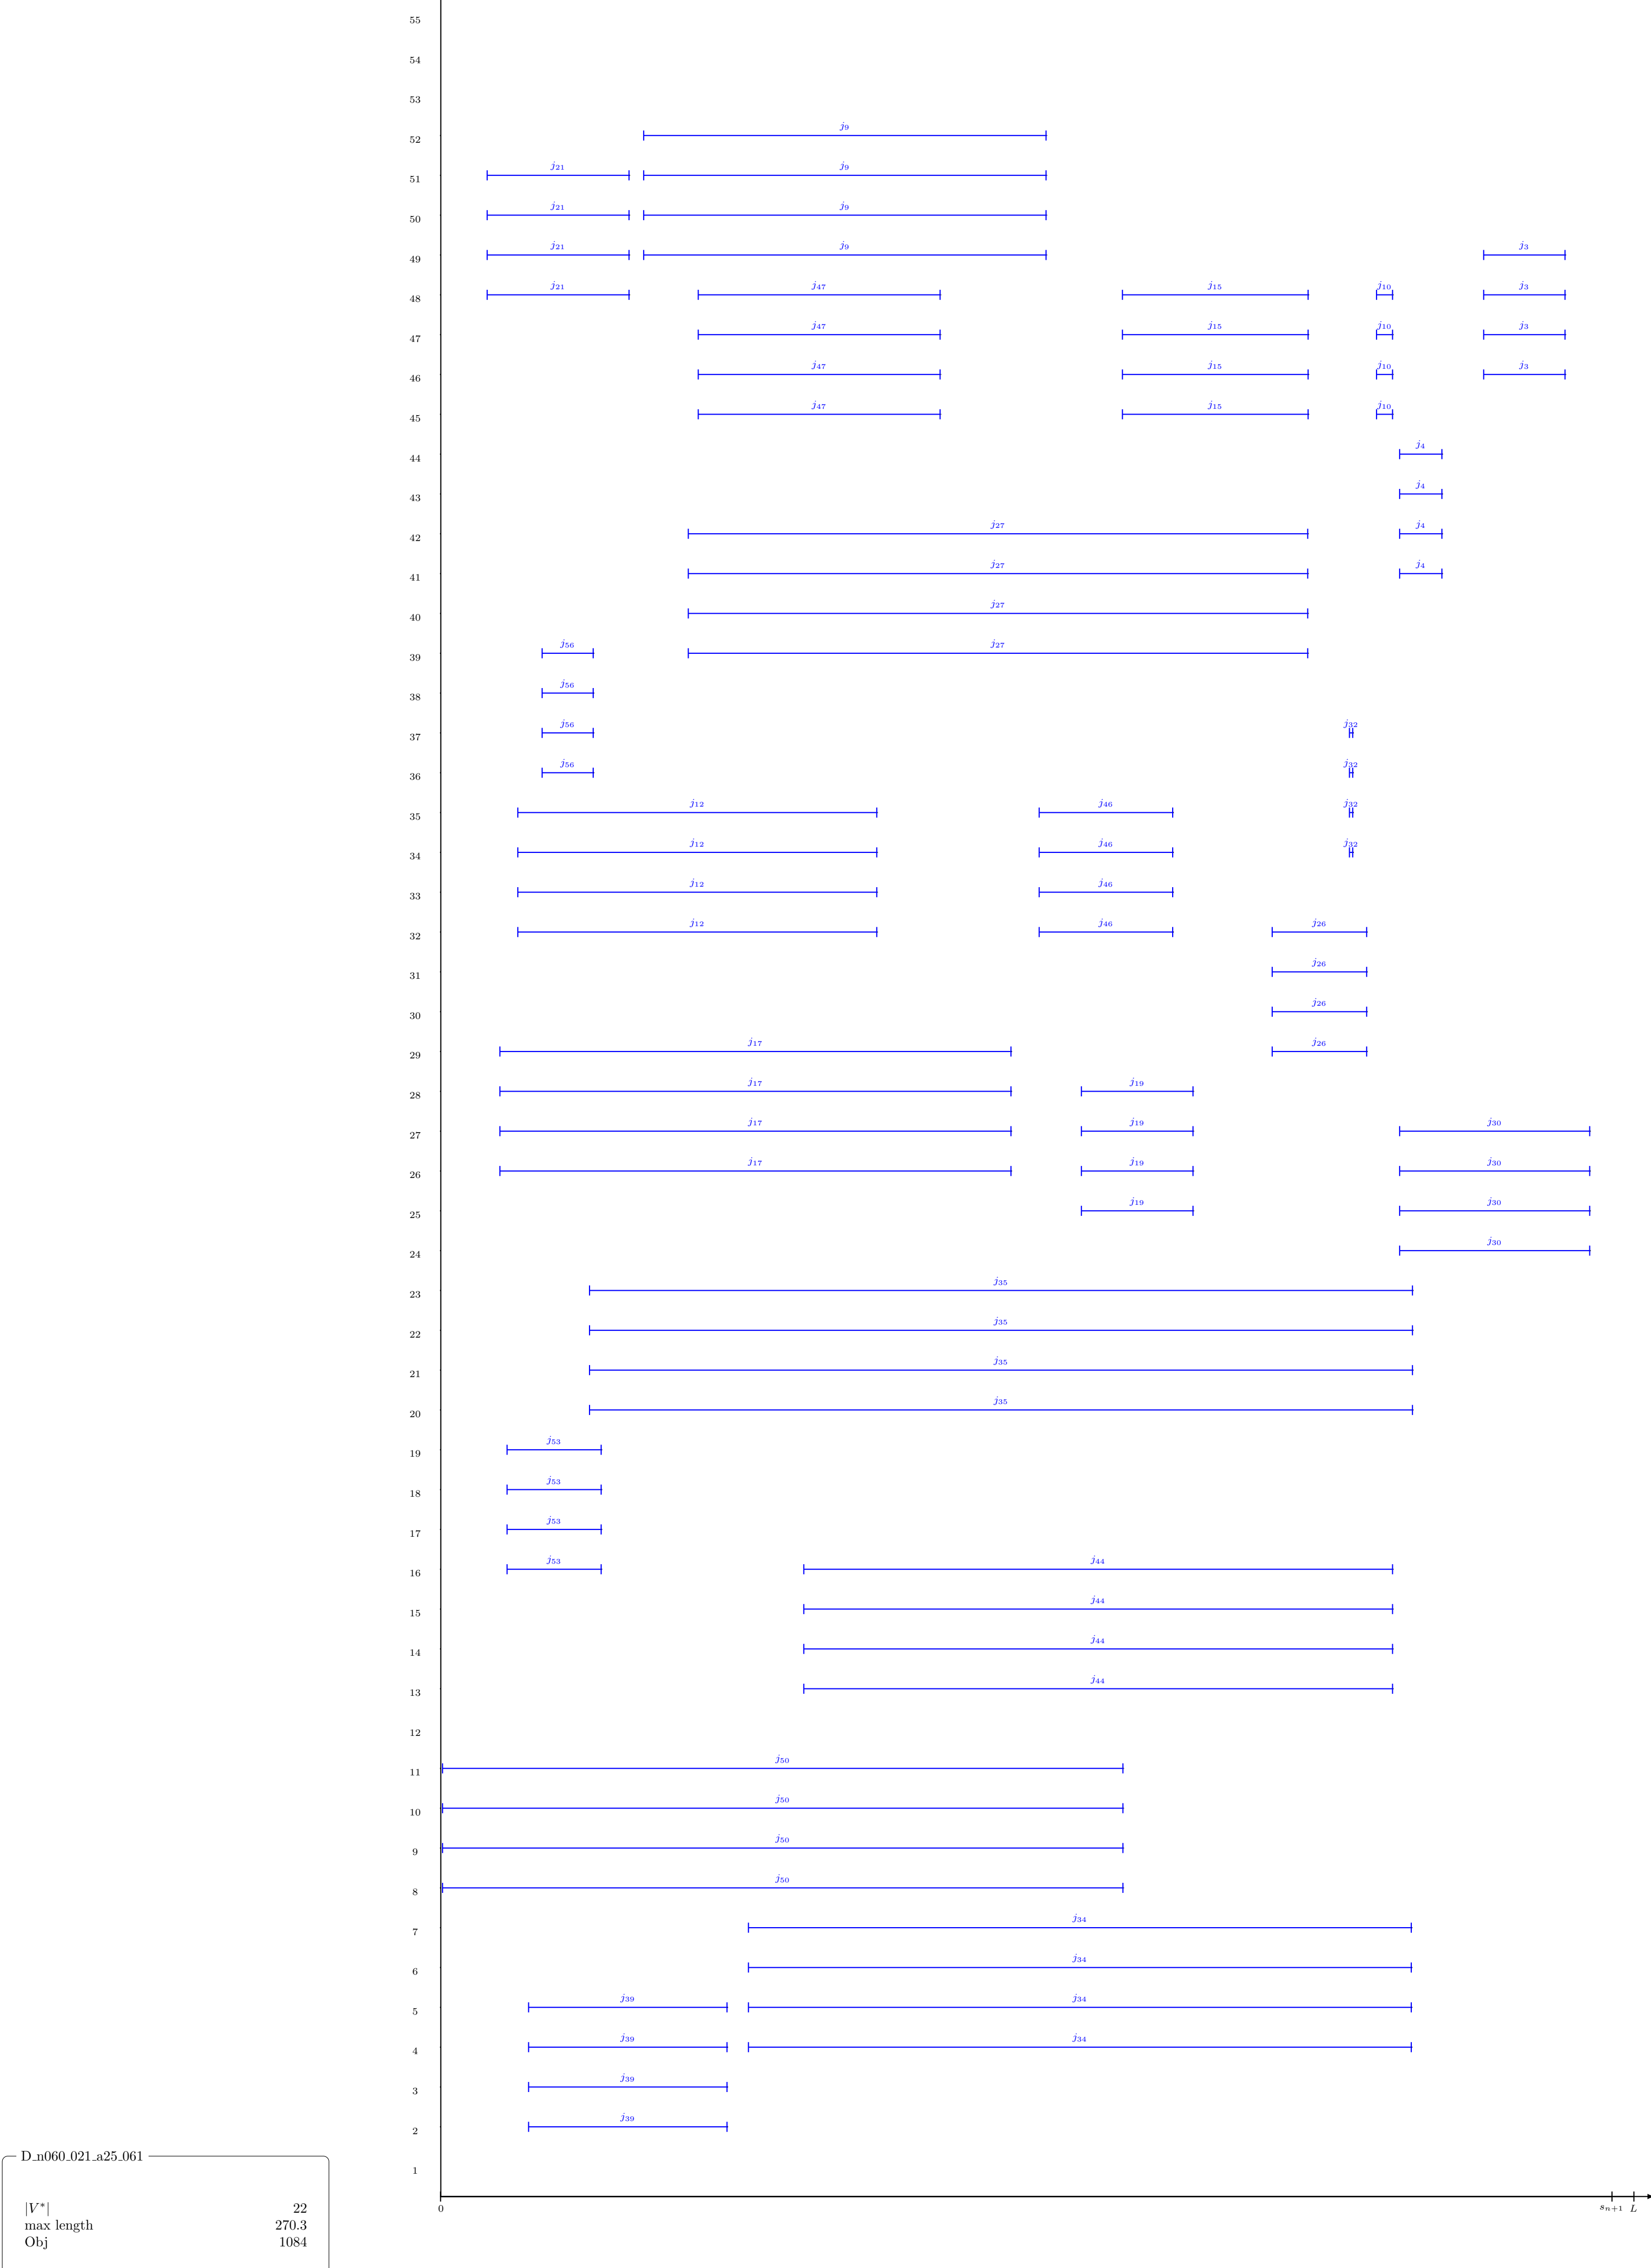 55
54
53
52 j9
51 j21 j9
50 j21 j9
49 j21 j9 j3
48 j21 j47 j15 j10 j3
47 j47 j15 j10 j3
46 j47 j15 j10 j3
45 j47 j15 j10
44 j4
43 j4
42 j27 j4
41 j27 j4
40 j27
39 j56 j27
38 j56
37 j56 j32
36 j56 j32
35 j12 j46 j32
34 j12 j46 j32
33 j12 j46
32 j12 j46 j26
31 j26
30 j26
29 j17 j26
28 j17 j19
27 j17 j19 j30
26 j17 j19 j30
25 j19 j30
24 j30
23 j35
22 j35
21 j35
20 j35
19 j53
18 j53
17 j53
16 j53 j44
15 j44
14 j44
13 j44
12
11 j50
10 j50
9 j50
8 j50
7 j34
6 j34
5 j39 j34
4 j39 j34
3 j39
2 j39
1
0 sn+1 L
D_n060_021_a25_061
|V*| 22
max length 270.3
Obj 1084